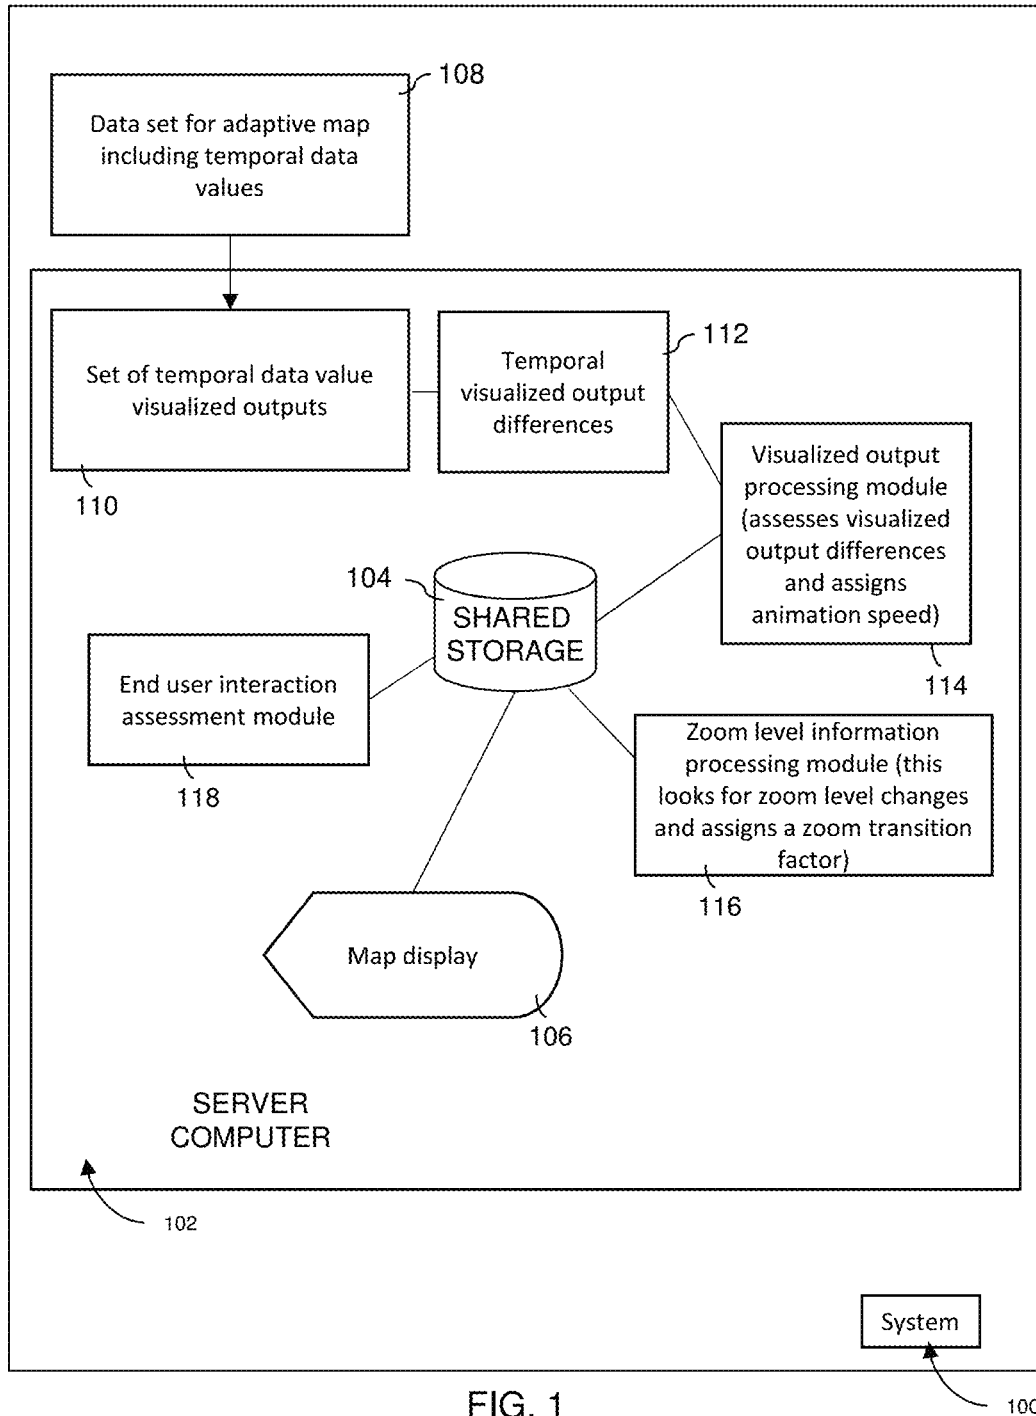 108
Data set for adaptive map
including temporal data
values
112
Set of temporal data value
visualized outputs
110
Temporal
visualized output
differences
Visualized output
processing module
(assesses visualized
output differences
and assigns
animation speed)
114
104
SHARED
STORAGE
End user interaction
assessment module
118
Zoom level information
processing module (this
looks for zoom level changes
and assigns a zoom transition
factor)
116
Map display
106
SERVER
COMPUTER
102
System
100
FIG. 1